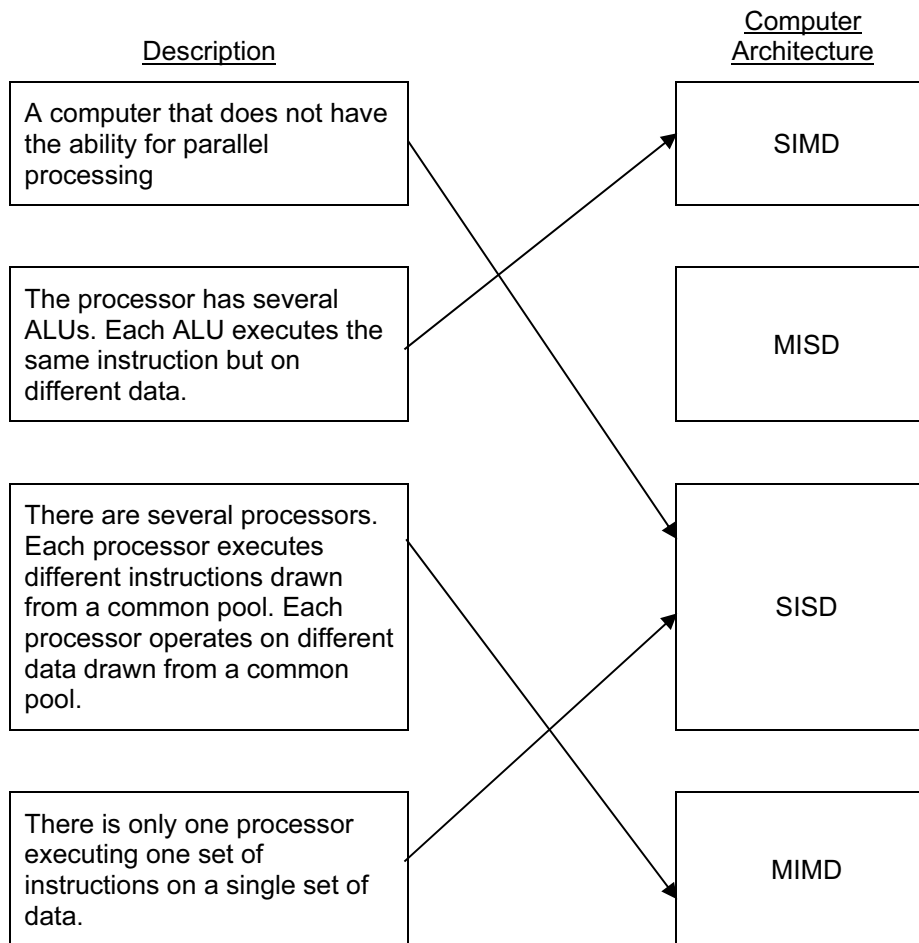 Description
Computer
Architecture
A computer that does not have
the ability for parallel
processing
SIMD
The processor has several
ALUs. Each ALU executes the
same instruction but on
different data.
MISD
There are several processors.
Each processor executes
different instructions drawn
from a common pool. Each
processor operates on different
data drawn from a common
pool.
SISD
There is only one processor
executing one set of
instructions on a single set of
data.
MIMD